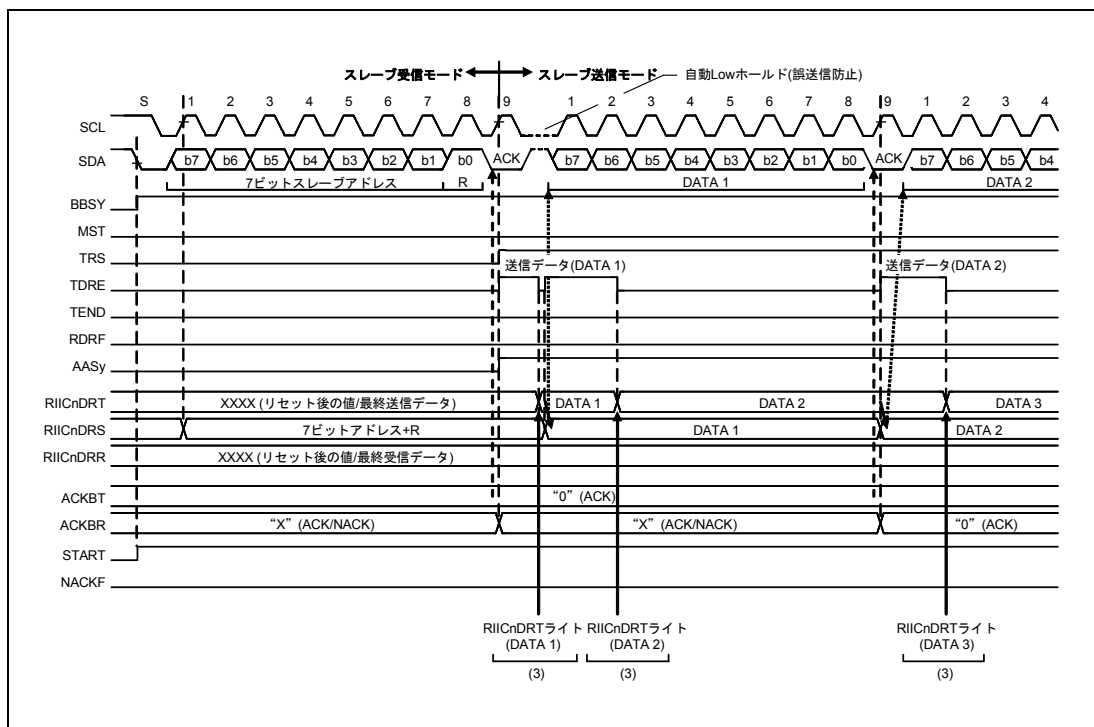 スレーブ受信モード スレーブ送信モード 自動Lowホールド(誤送信防止)
S 1 2 3 4 5 6 7 8 9 1 2 3 4 5 6 7 8 9 1 2 3 4
SCL
SDA b7 b6 b5 b4 b3 b2 b1 b0 ACK b7 b6 b5 b4 b3 b2 b1 b0 ACK b7 b6 b5 b4
7ビットスレーブアドレス R DATA 1 DATA 2
BBSY
MST
TRS
送信データ(DATA 1) 送信データ(DATA 2)
TDRE
TEND
RDRF
AASy
RIICnDRT XXXX (リセット後の値/最終送信データ) DATA 1 DATA 2 DATA 3
RIICnDRS 7ビットアドレス+R DATA 1 DATA 2
RIICnDRR XXXX (リセット後の値/最終受信データ)
ACKBT “0” (ACK)
ACKBR “X” (ACK/NACK) “X” (ACK/NACK) “0” (ACK)
START
NACKF
RIICnDRTライト RIICnDRTライト RIICnDRTライト
(DATA 1) (DATA 2) (DATA 3)
(3) (3) (3)